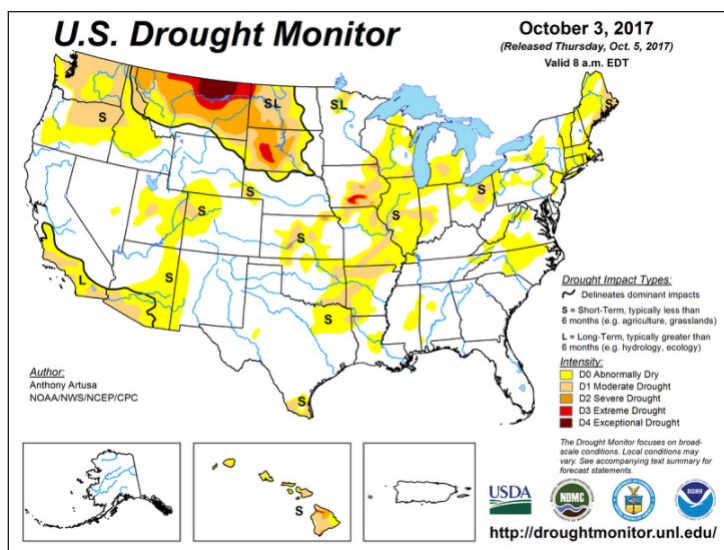 U.S. Drought Monitor
October 3, 2017
(Released Thursday, Oct. 5, 2017)
Valid 8 a.m. EDT
SL
SL
S
S
S
S
S
S
S
S
L
S
S
S
S
Drought Impact Types:
Delineates dominant impacts
S = Short-Term, typically less than
6 months (e.g. agriculture, grasslands)
L = Long-Term, typically greater than
6 months (e.g. hydrology, ecology)
Intensity:
D0 Abnormally Dry
D1 Moderate Drought
D2 Severe Drought
D3 Extreme Drought
D4 Exceptional Drought
Author:
Anthony Artusa
NOAA/NWS/NCEP/CPC
The Drought Monitor focuses on broad-
scale conditions. Local conditions may
vary. See accompanying text summary for
forecast statements.
USDA
NDMC
NOAA
http://droughtmonitor.unl.edu/